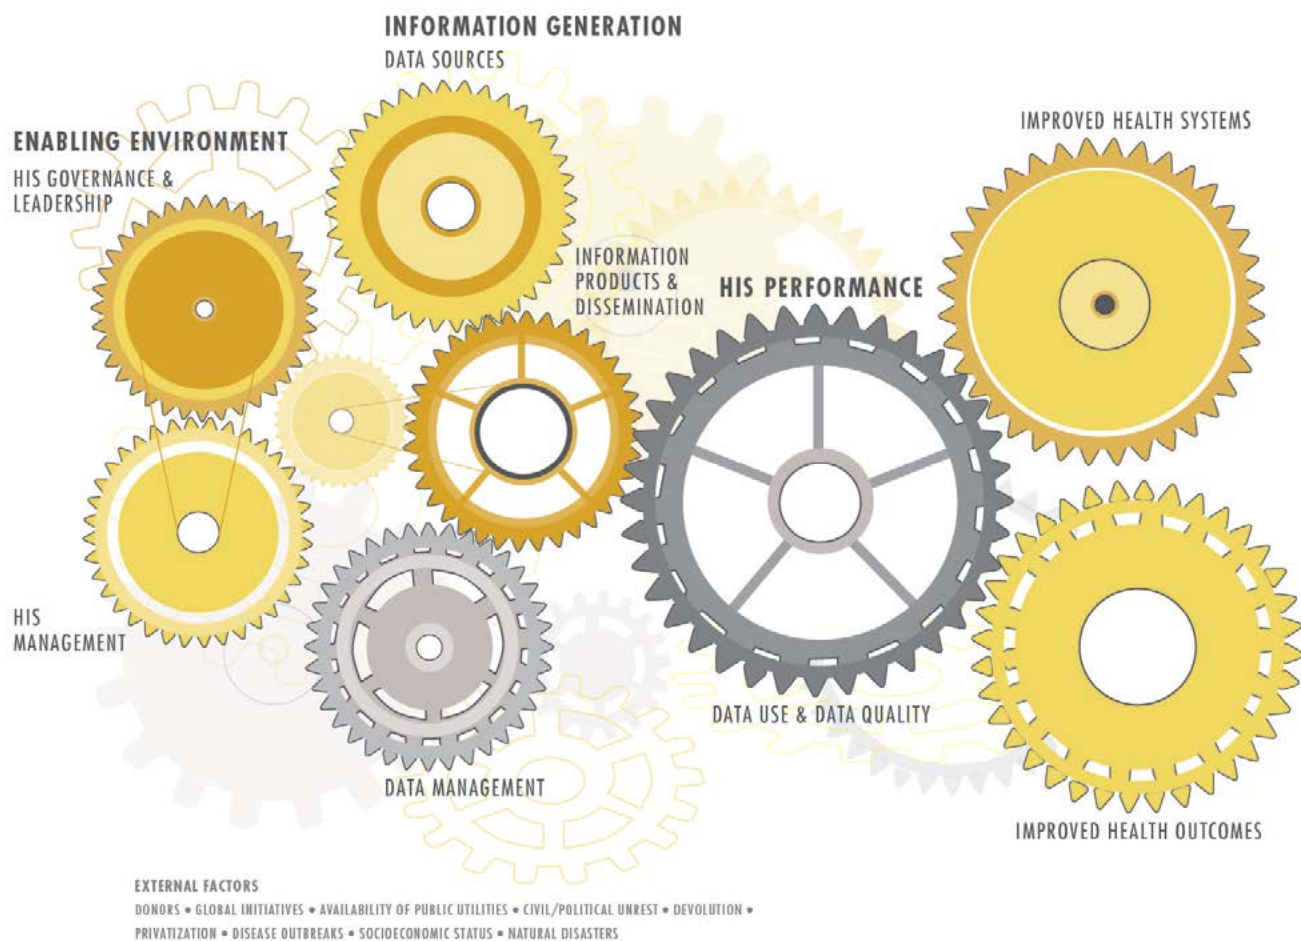 INFORMATION GENERATION
DATA SOURCES
ENABLING ENVIRONMENT
HIS GOVERNANCE &
LEADERSHIP
IMPROVED HEALTH SYSTEMS
INFORMATION
PRODUCTS &
DISSEMINATION
HIS PERFORMANCE
HIS
MANAGEMENT
DATA USE & DATA QUALITY
DATA MANAGEMENT
IMPROVED HEALTH OUTCOMES
EXTERNAL FACTORS
DONORS • GLOBAL INITIATIVES • AVAILABILITY OF PUBLIC UTILITIES • CIVIL/POLITICAL UNREST • DEVOLUTION •
PRIVATIZATION • DISEASE OUTBREAKS • SOCIOECONOMIC STATUS • NATURAL DISASTERS